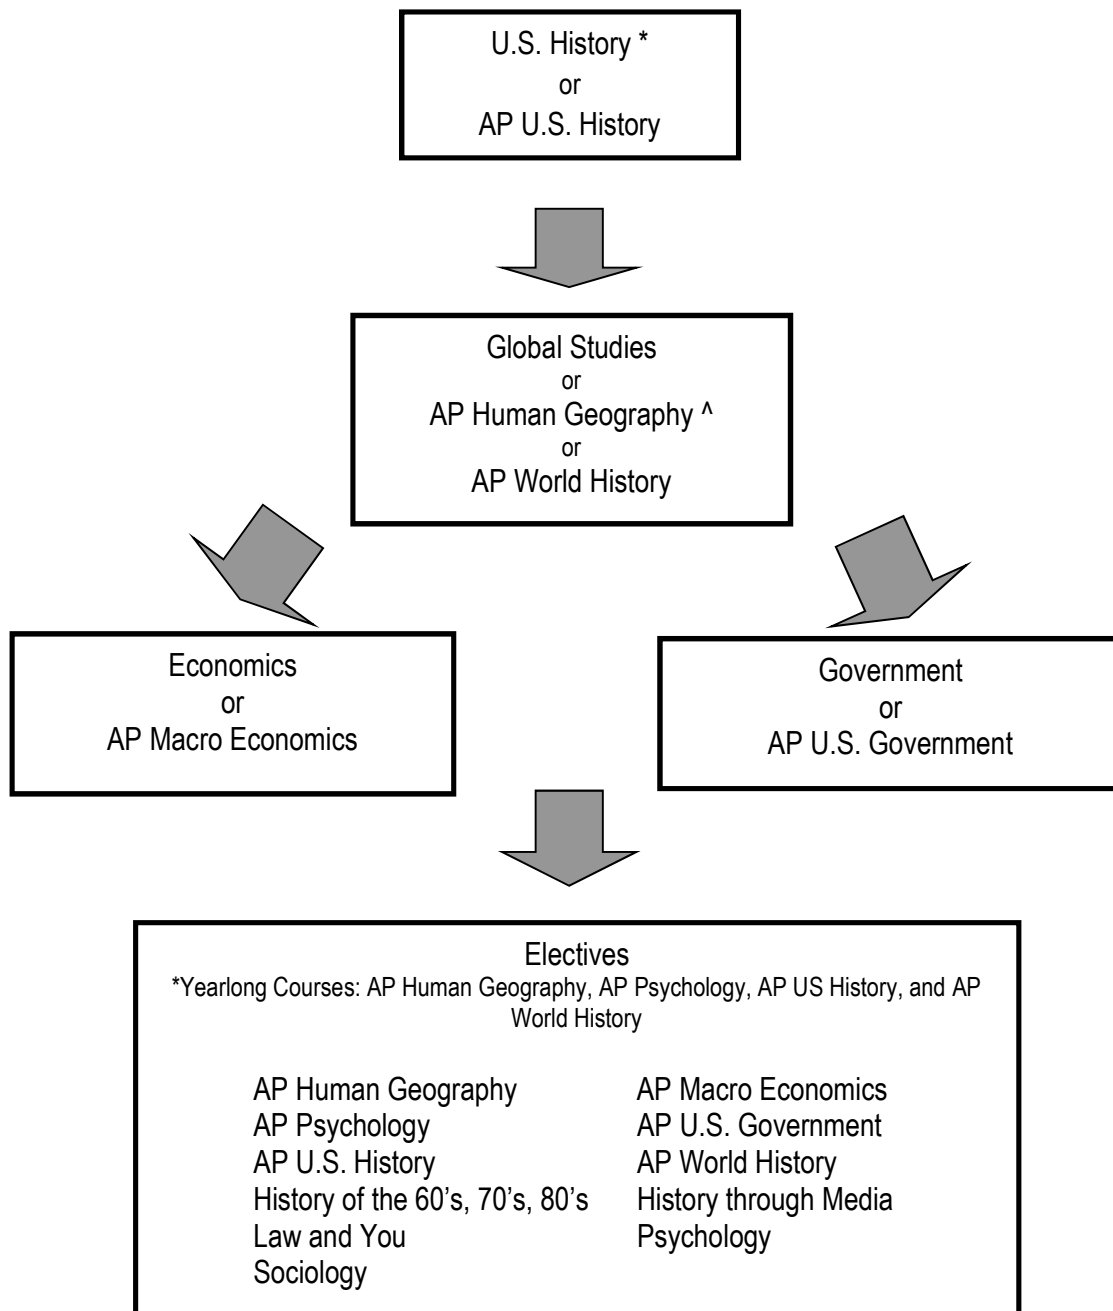 U.S. History *
or
AP U.S. History
Global Studies
or
AP Human Geography ^
or
AP World History
Economics
or
AP Macro Economics
Government
or
AP U.S. Government
Electives
*Yearlong Courses: AP Human Geography, AP Psychology, AP US History, and AP
World History
AP Human Geography
AP Psychology
AP U.S. History
History of the 60’s, 70’s, 80’s
Law and You
Sociology
AP Macro Economics
AP U.S. Government
AP World History
History through Media
Psychology